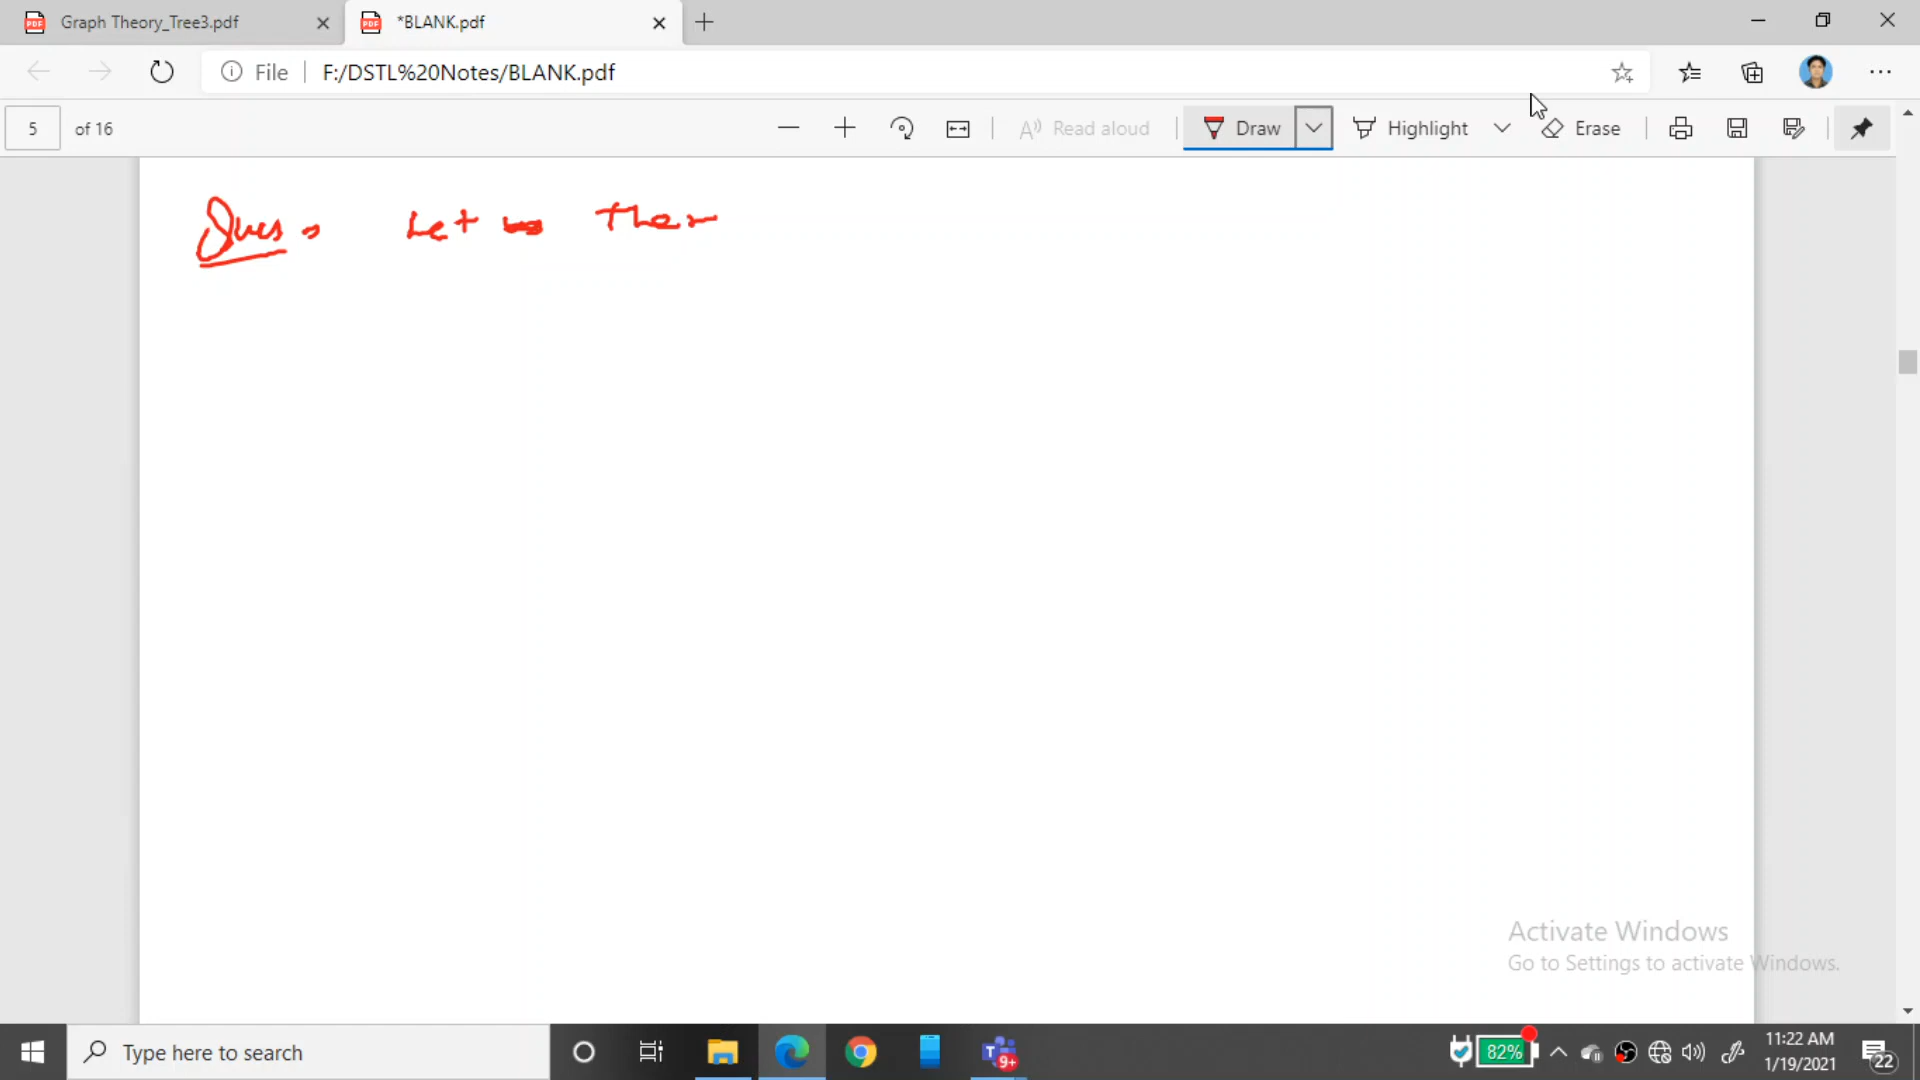 Graph Theory_Tree3.pdf
*BLANK.pdf
File
F:/DSTL%20Notes/BLANK.pdf
5 of 16
Read aloud
Draw
Highlight
Erase
Ques Let Ther
Activate Windows
Go to Settings to activate Windows.
Type here to search
9+
82%
11:22 AM
1/19/2021
22